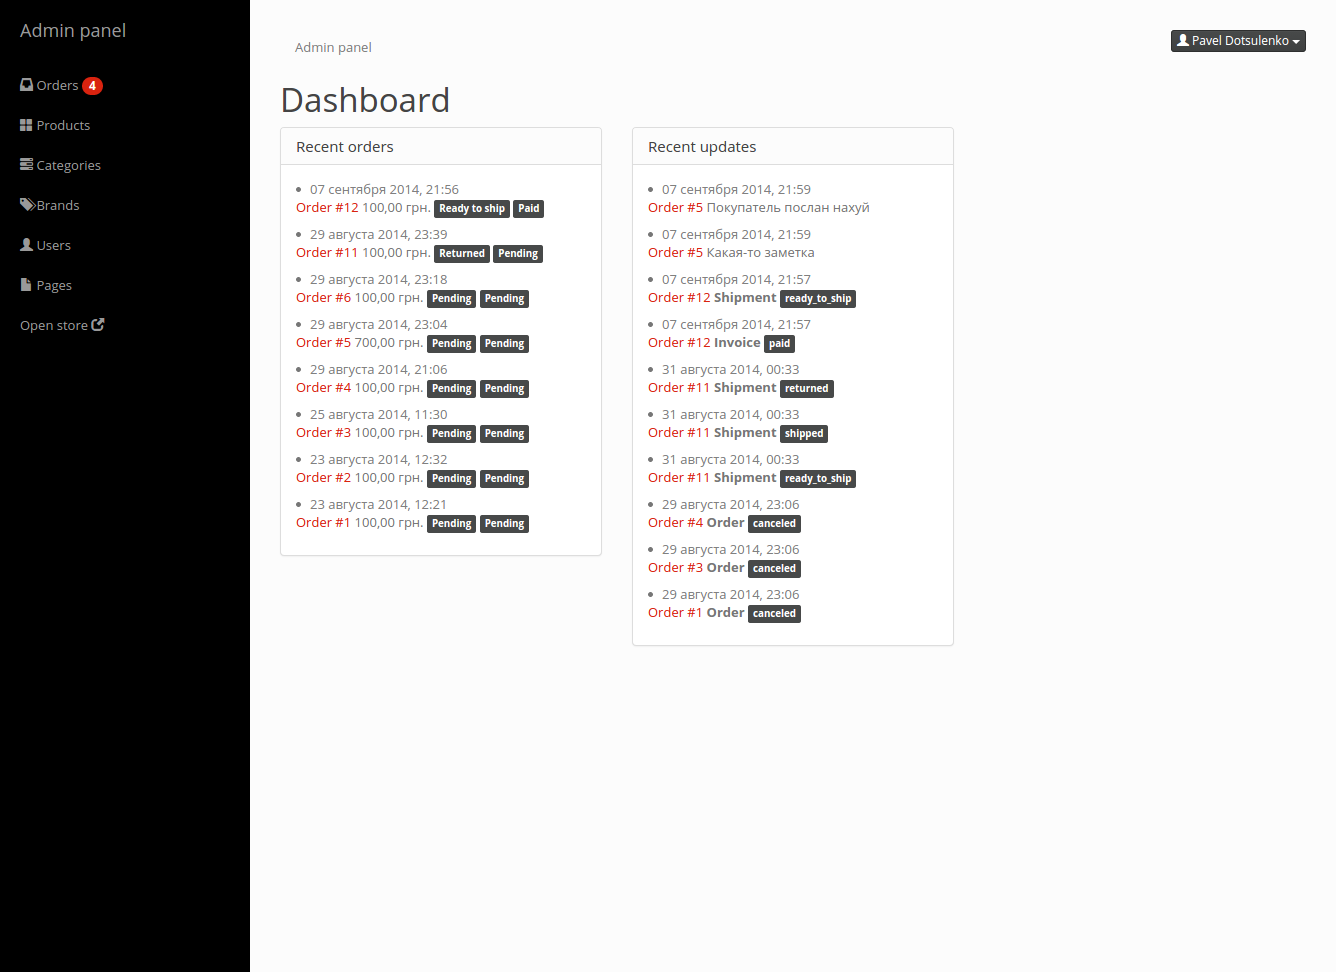 Admin panel
Orders 4
Products
Categories
Brands
Users
Pages
Open store
Admin panel
Pavel Dotsulenko
Dashboard
Recent orders
07 сентября 2014, 21:56
Order #12 100,00 грн. Ready to ship Paid
29 августа 2014, 23:39
Order #11 100,00 грн. Returned Pending
29 августа 2014, 23:18
Order #6 100,00 грн. Pending Pending
29 августа 2014, 23:04
Order #5 700,00 грн. Pending Pending
29 августа 2014, 21:06
Order #4 100,00 грн. Pending Pending
25 августа 2014, 11:30
Order #3 100,00 грн. Pending Pending
23 августа 2014, 12:32
Order #2 100,00 грн. Pending Pending
23 августа 2014, 12:21
Order #1 100,00 грн. Pending Pending
Recent updates
07 сентября 2014, 21:59
Order #5 Покупатель послан нахуй
07 сентября 2014, 21:59
Order #5 Какая-то заметка
07 сентября 2014, 21:57
Order #12 Shipment ready_to_ship
07 сентября 2014, 21:57
Order #12 Invoice paid
31 августа 2014, 00:33
Order #11 Shipment returned
31 августа 2014, 00:33
Order #11 Shipment shipped
31 августа 2014, 00:33
Order #11 Shipment ready_to_ship
29 августа 2014, 23:06
Order #4 Order canceled
29 августа 2014, 23:06
Order #3 Order canceled
29 августа 2014, 23:06
Order #1 Order canceled